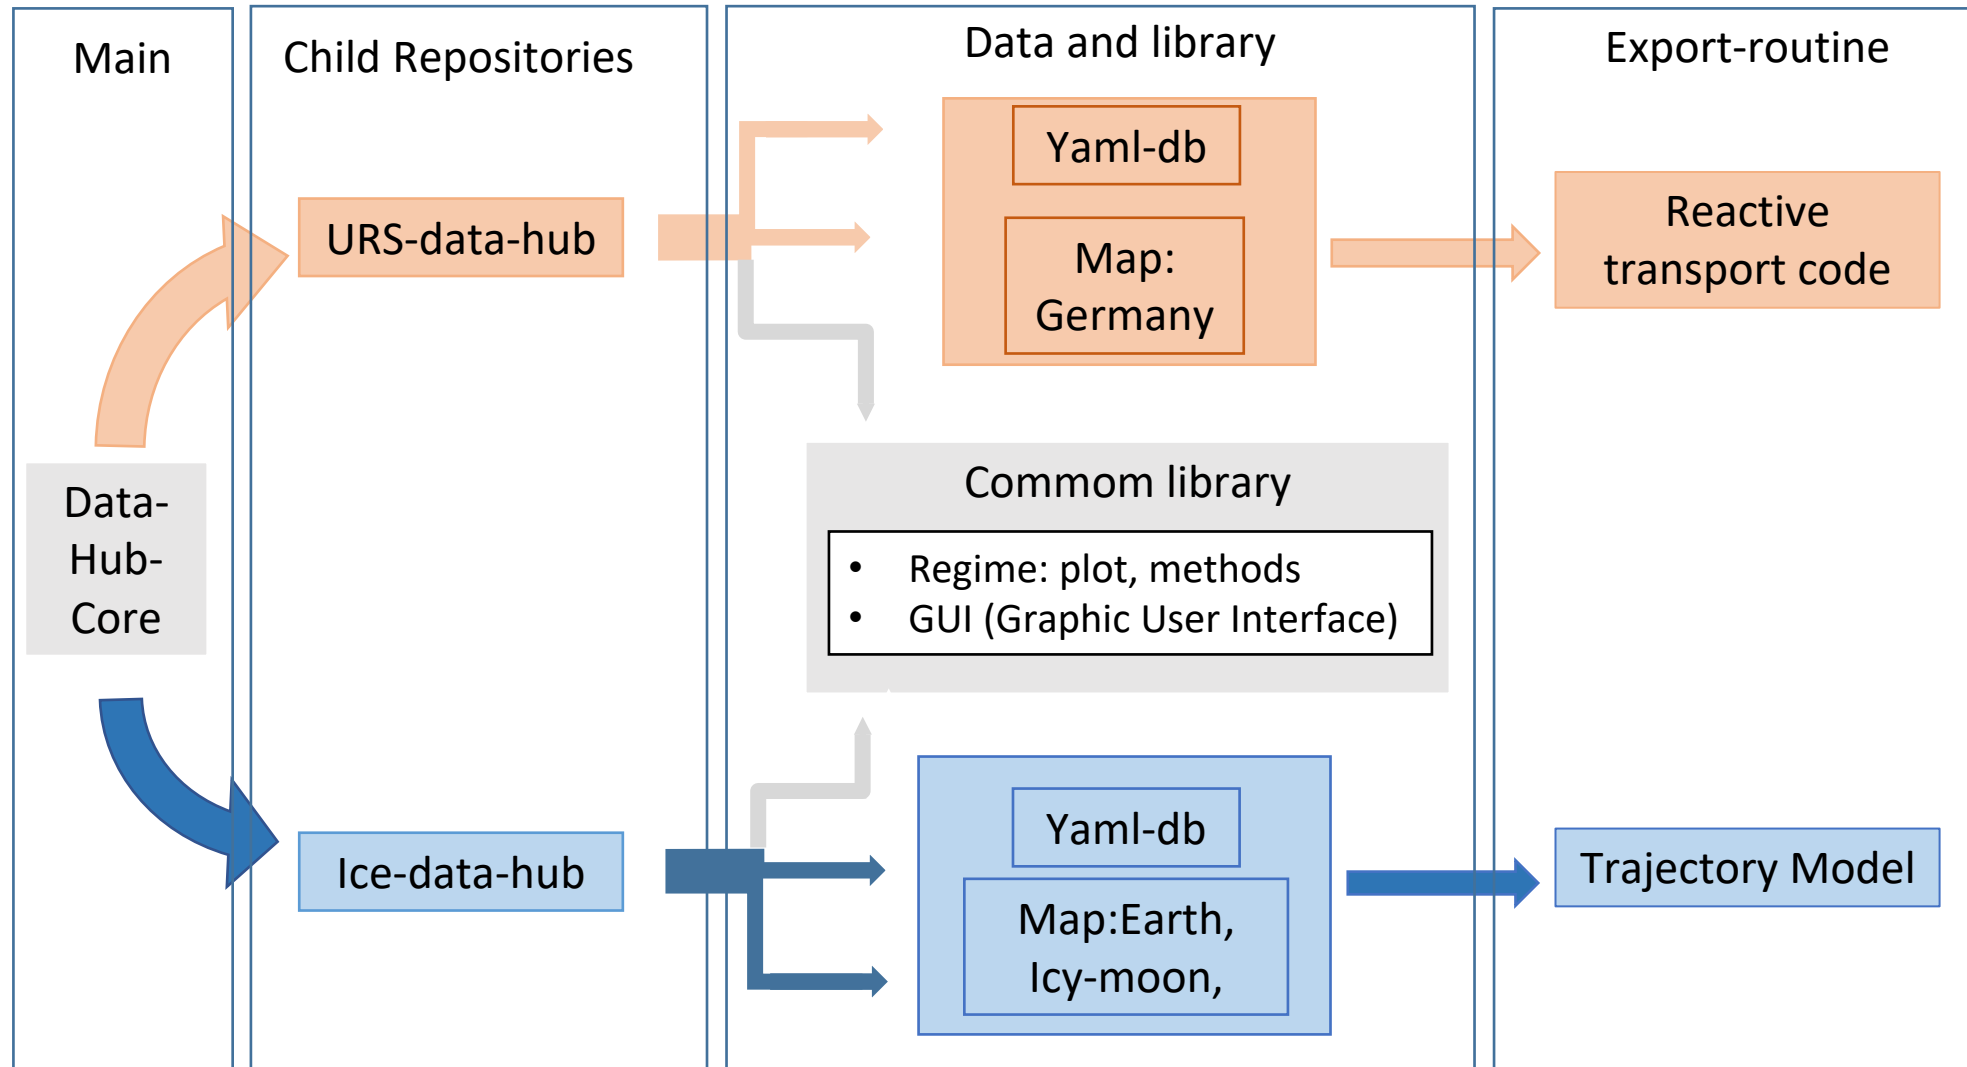 Main
Child Repositories
Data and library
Export-routine
Data-
Hub-
Core
URS-data-hub
Ice-data-hub
Yaml-db
Map:
Germany
Commom library
• Regime: plot, methods
• GUI (Graphic User Interface)
Yaml-db
Map:Earth,
Icy-moon,
Reactive
transport code
Trajectory Model